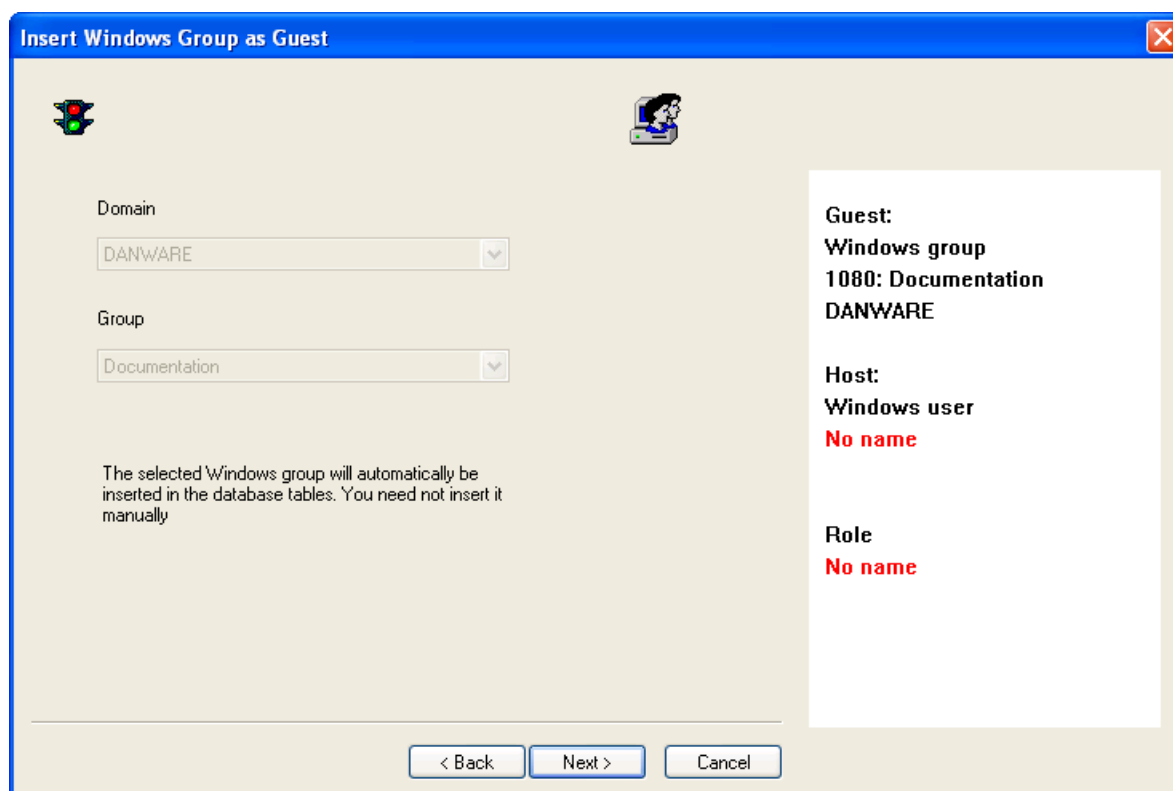 Insert Windows Group as Guest
Domain
DANWARE
Group
Documentation
The selected Windows group will automatically be
inserted in the database tables. You need not insert it
manually
Guest:
Windows group
1080: Documentation
DANWARE
Host:
Windows user
No name
Role
No name
< Back
Next >
Cancel